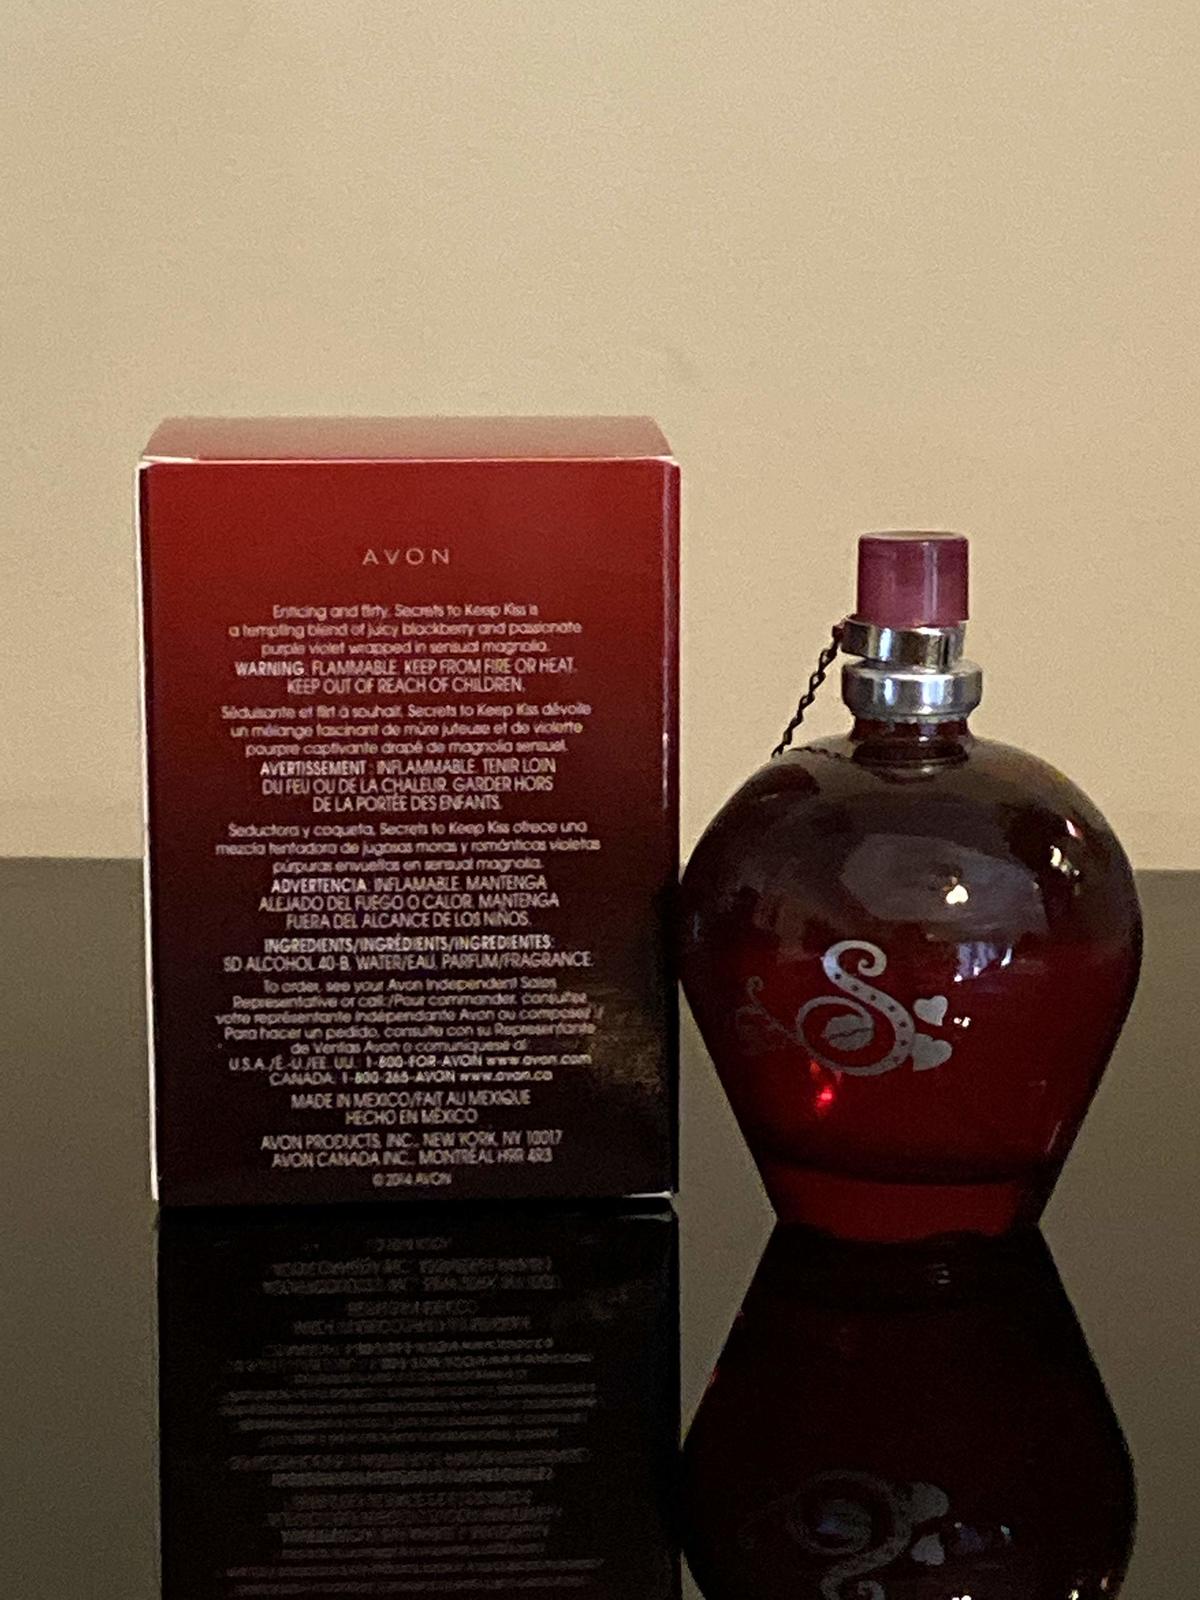 AVON
Enticing and flirty, Secrets to Keep Kiss is
a tempting blend of juicy blackberry and passionate
purple violet wrapped in sensual magnolia.
WARNING: FLAMMABLE. KEEP FROM FIRE OR HEAT.
KEEP OUT OF REACH OF CHILDREN.
Séduisante et flirt à souhait, Secrets to Keep Kiss dévoile
un mélange fascinant de mûre juteuse et de violette
pourpre captivante drapé de magnolia sensuel.
AVERTISSEMENT : INFLAMMABLE. TENIR LOIN
DU FEU OU DE LA CHALEUR. GARDER HORS
DE LA PORTÉE DES ENFANTS.
Seductora y coqueta, Secrets to Keep Kiss ofrece una
mezcla tentadora de jugosas moras y románticas violetas
púrpuras envueltas en sensual magnolia.
ADVERTENCIA: INFLAMABLE. MANTENGA
ALEJADO DEL FUEGO O CALOR. MANTENGA
FUERA DEL ALCANCE DE LOS NIÑOS.
INGREDIENTS/INGRÉDIENTS/INGREDIENTES:
SD ALCOHOL 40-B, WATER/EAU, PARFUM/FRAGRANCE.
To order, see your Avon Independent Sales
Representative or call:/Pour commander, consultez
votre représentante indépendante Avon ou composez :/
Para hacer un pedido, consulte con su Representante
de Ventas Avon o comuníquese al:
U.S.A./É.-U./EE. UU.: 1-800-FOR-AVON www.avon.com
CANADA: 1-800-265-AVON www.avon.ca
MADE IN MEXICO/FAIT AU MEXIQUE
HECHO EN MÉXICO
AVON PRODUCTS, INC., NEW YORK, NY 10017
AVON CANADA INC., MONTRÉAL H9R 4R3
©2014 AVON
S